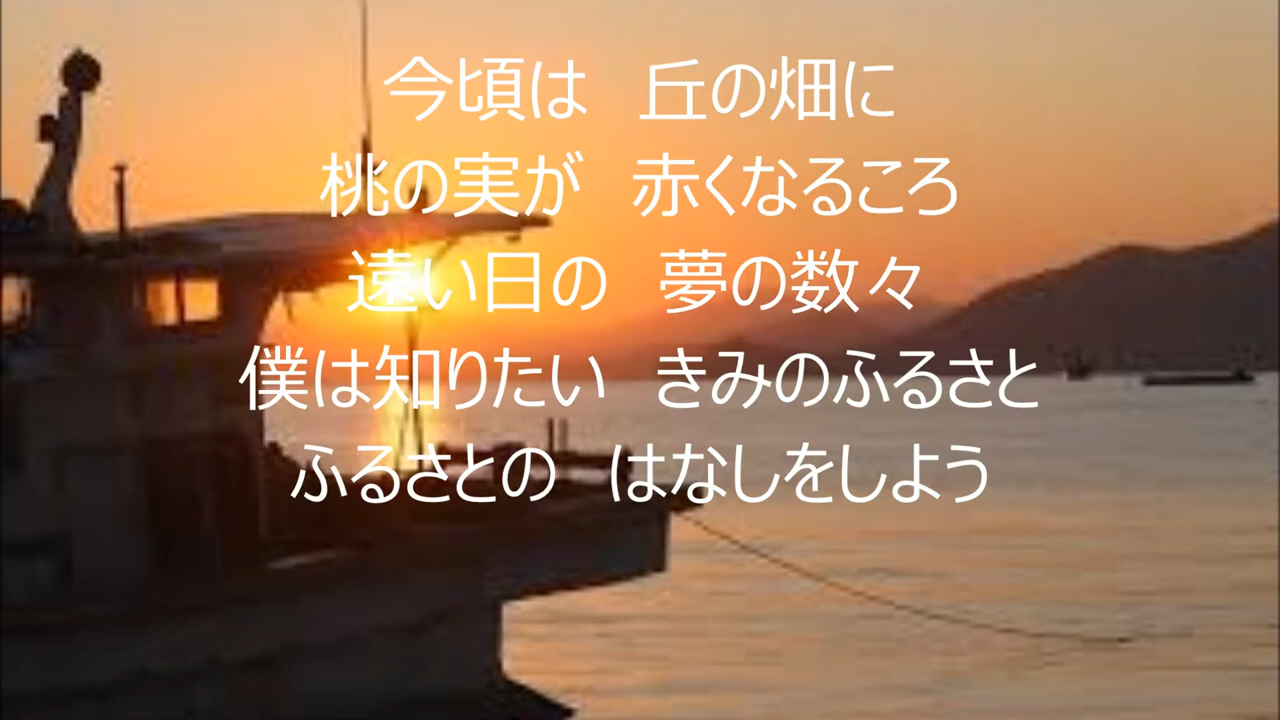 今頃は　丘の畑に
桃の実が　赤くなるころ
遠い日の　夢の数々
僕は知りたい　きみのふるさと
ふるさとの　はなしをしよう